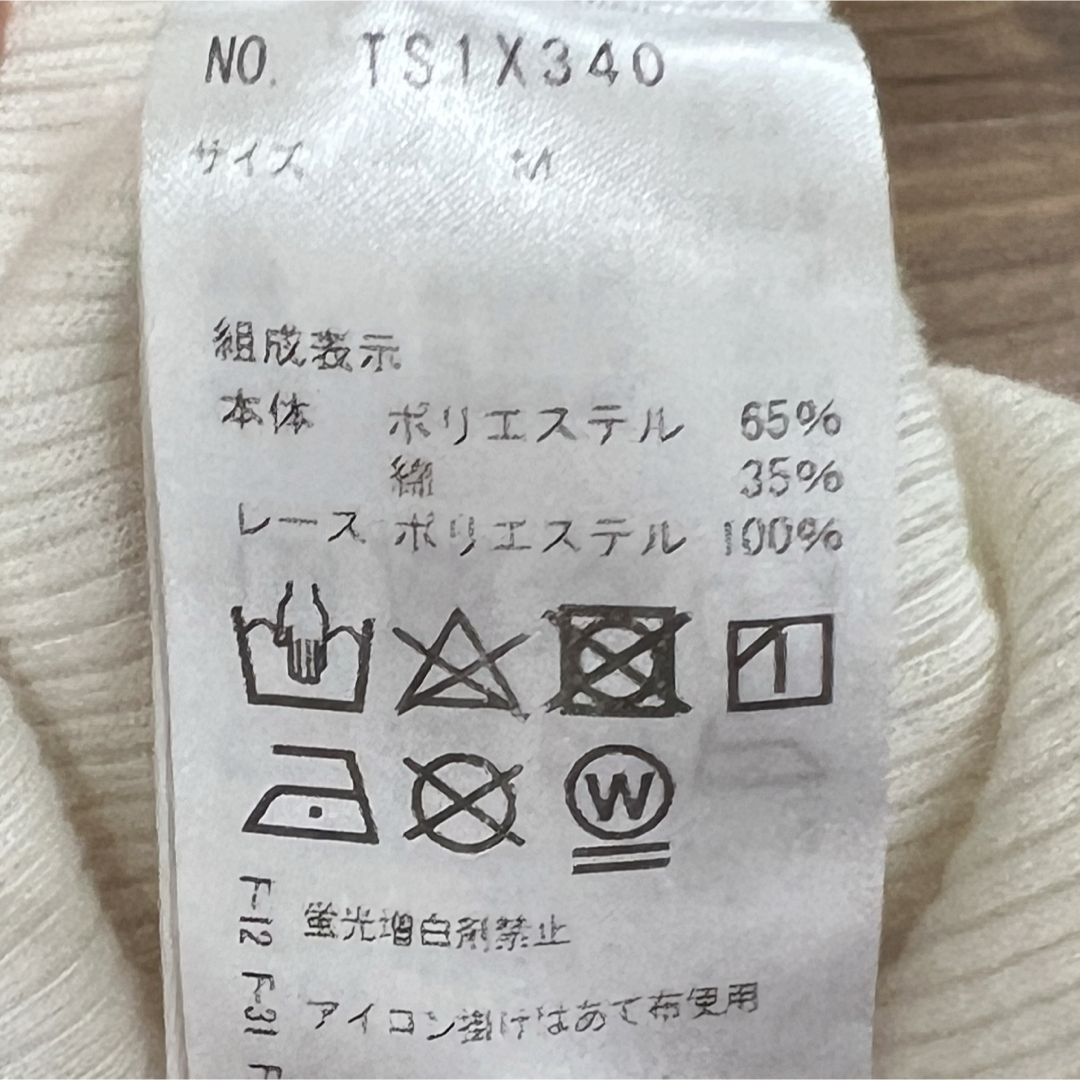 NO. TS1X340
サイズ M
組成表示
本体 ポリエステル 65%
綿 35%
レース ポリエステル 100%
W
F-12 蛍光増白剤禁止
F-31 アイロン掛けはあて布使用
F